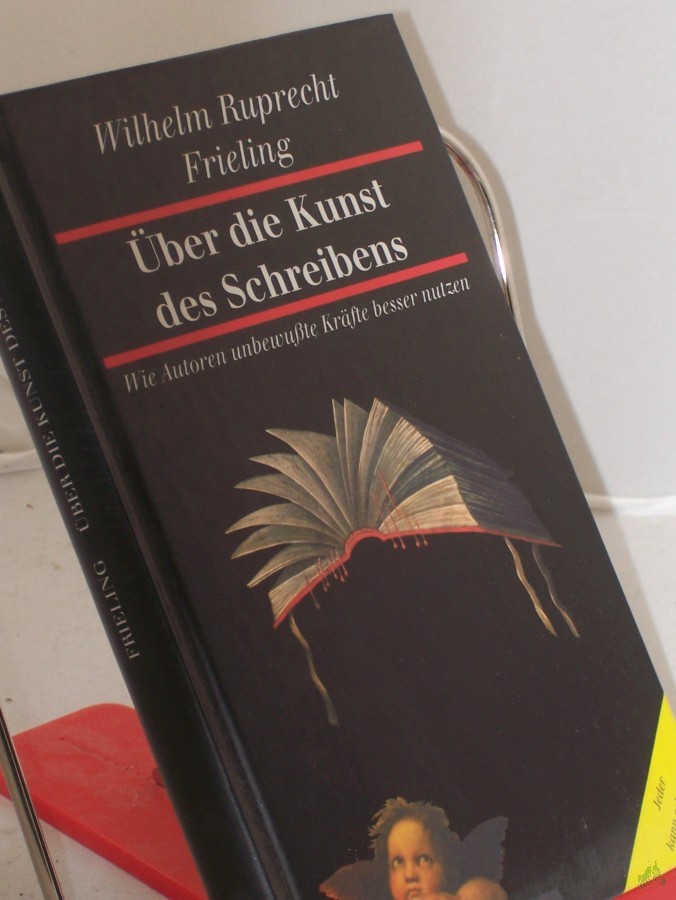 Wilhelm Ruprecht
Frieling
Über die Kunst
des Schreibens
Wie Autoren unbewußte Kräfte besser nutzen
FRIELING ÜBER DIE KUNST DES
Jeder
kann